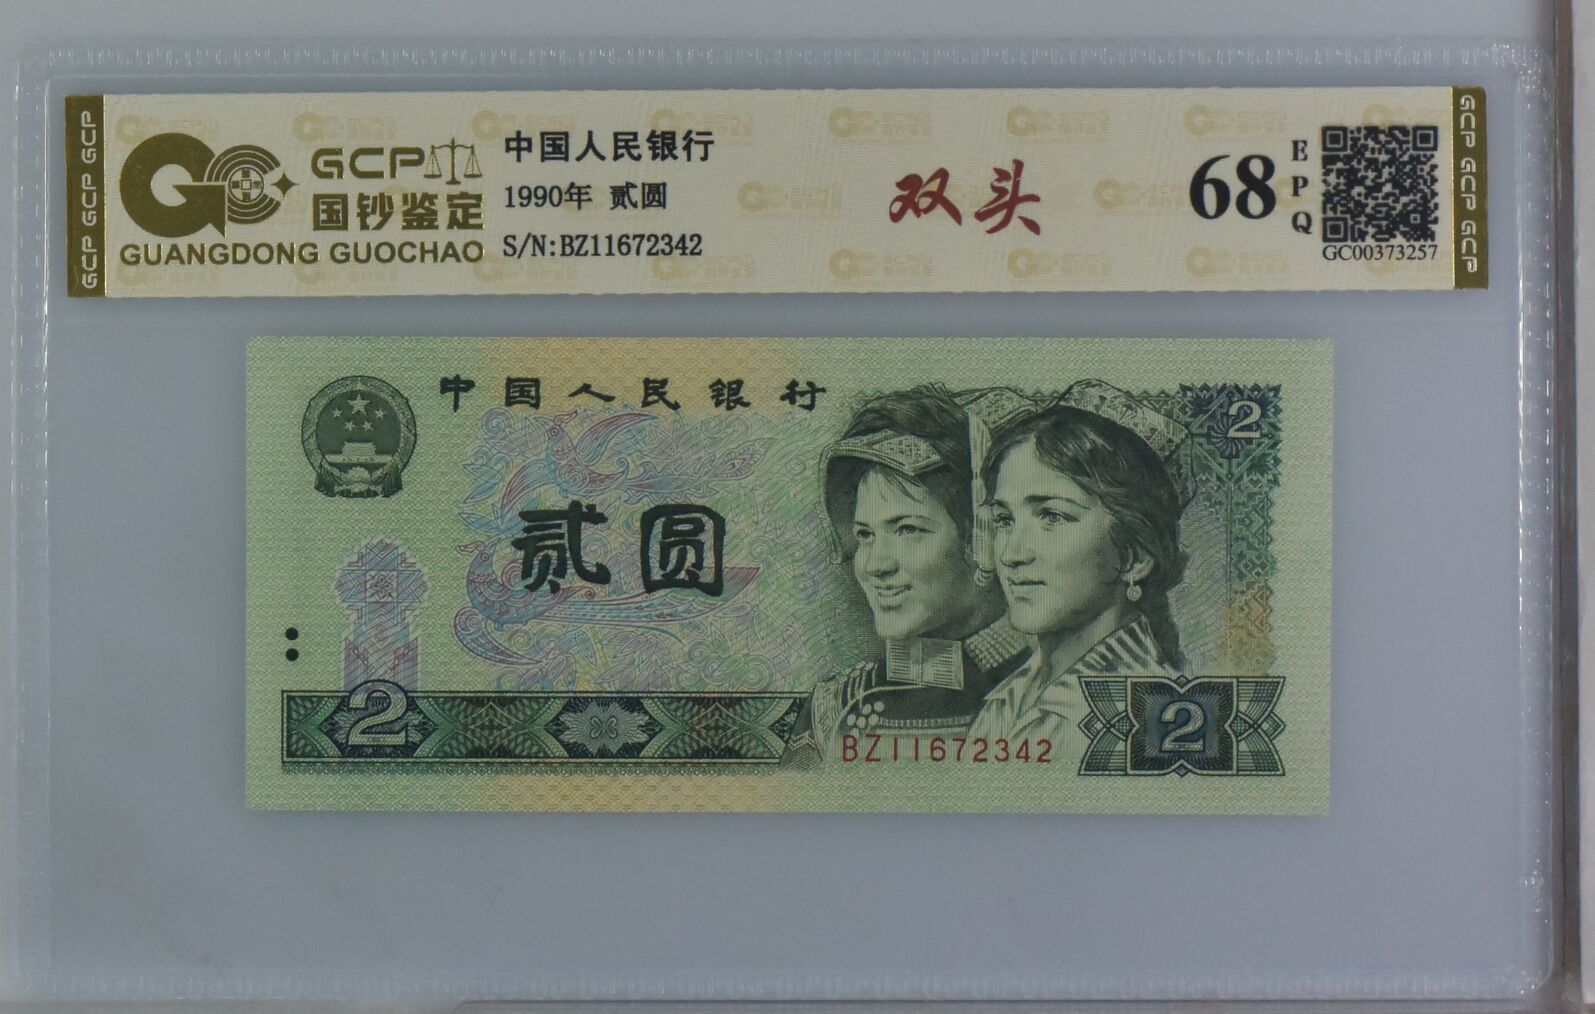 GCP GCP GCP
GCP
国钞鉴定
GUANGDONG GUOCHAO
中国人民银行
1990年 贰圆
S/N:BZ11672342
双头
68
EPQ
GC00373257
GCP GCP GCP
中国人民银行
2
贰圆
2
BZ11672342
2